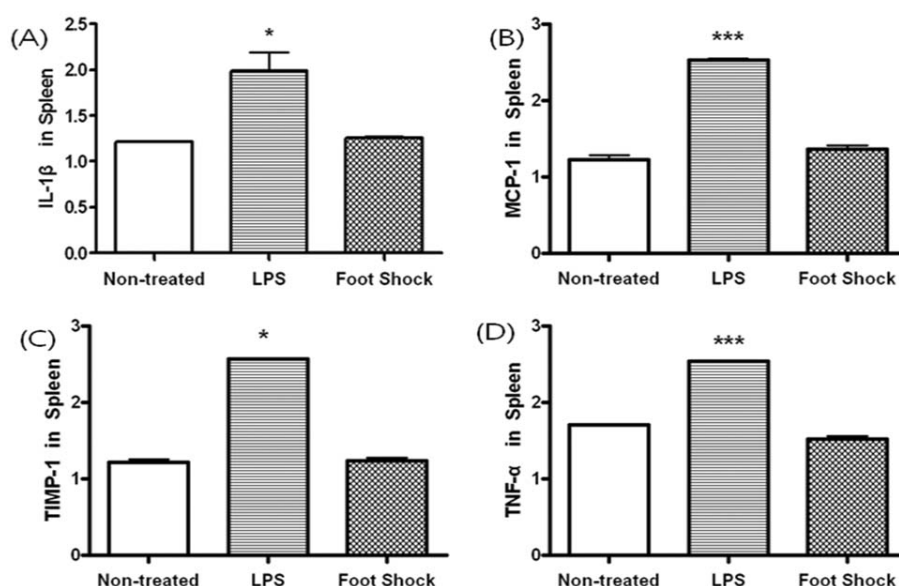 (A)
IL-1β in Spleen
2.5
2.0
1.5
1.0
0.5
0.0
*
Non-treated LPS Foot Shock
(B)
MCP-1 in Spleen
3
2
1
0
***
Non-treated LPS Foot Shock
(C)
TIMP-1 in Spleen
3
2
1
0
*
Non-treated LPS Foot Shock
(D)
TNF-α in Spleen
3
2
1
0
***
Non-treated LPS Foot Shock